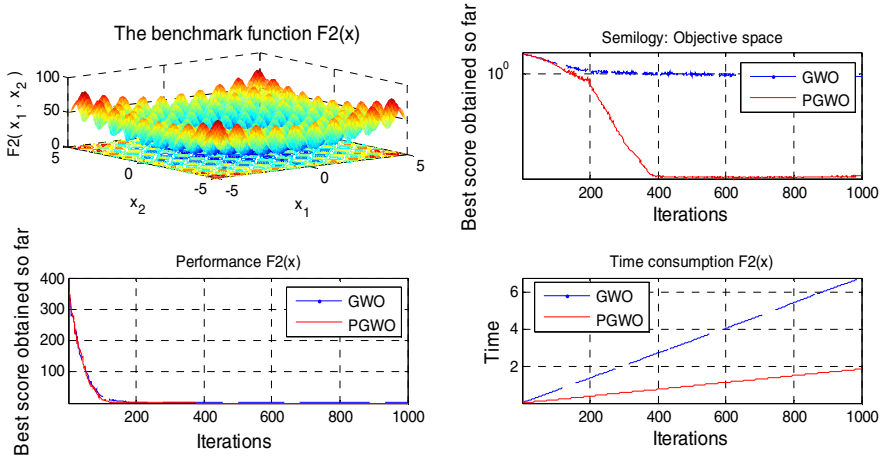 The benchmark function F2(x)
F2( x1 , x2 )
100
50
0
5
0
-5
-5
0
5
x2
x1
Semilogy: Objective space
Best score obtained so far
10^0
GWO
PGWO
200
400
600
800
1000
Iterations
Performance F2(x)
Best score obtained so far
400
300
200
100
GWO
PGWO
200
400
600
800
1000
Iterations
Time consumption F2(x)
Time
6
4
2
GWO
PGWO
200
400
600
800
1000
Iterations